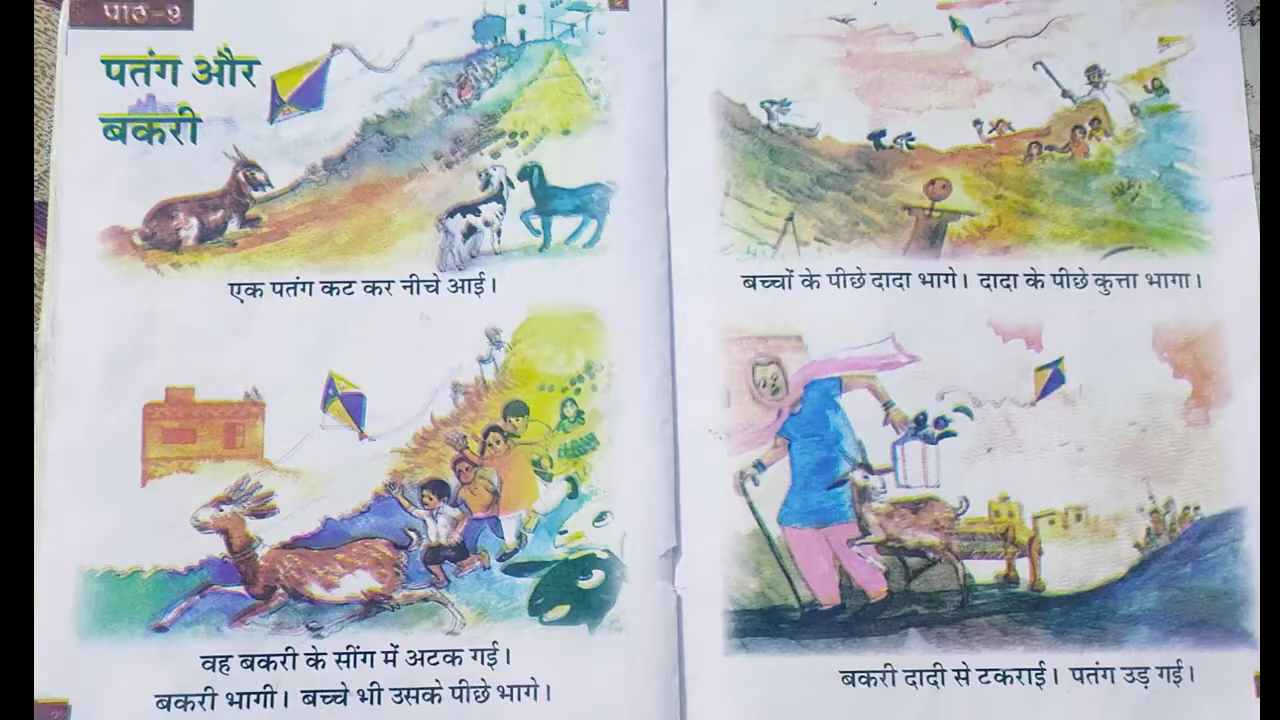 पाठ-9
पतंग और
बकरी
एक पतंग कट कर नीचे आई।
वह बकरी के सींग में अटक गई।
बकरी भागी। बच्चे भी उसके पीछे भागे।
बच्चों के पीछे दादा भागे। दादा के पीछे कुत्ता भागा।
बकरी दादी से टकराई। पतंग उड़ गई।